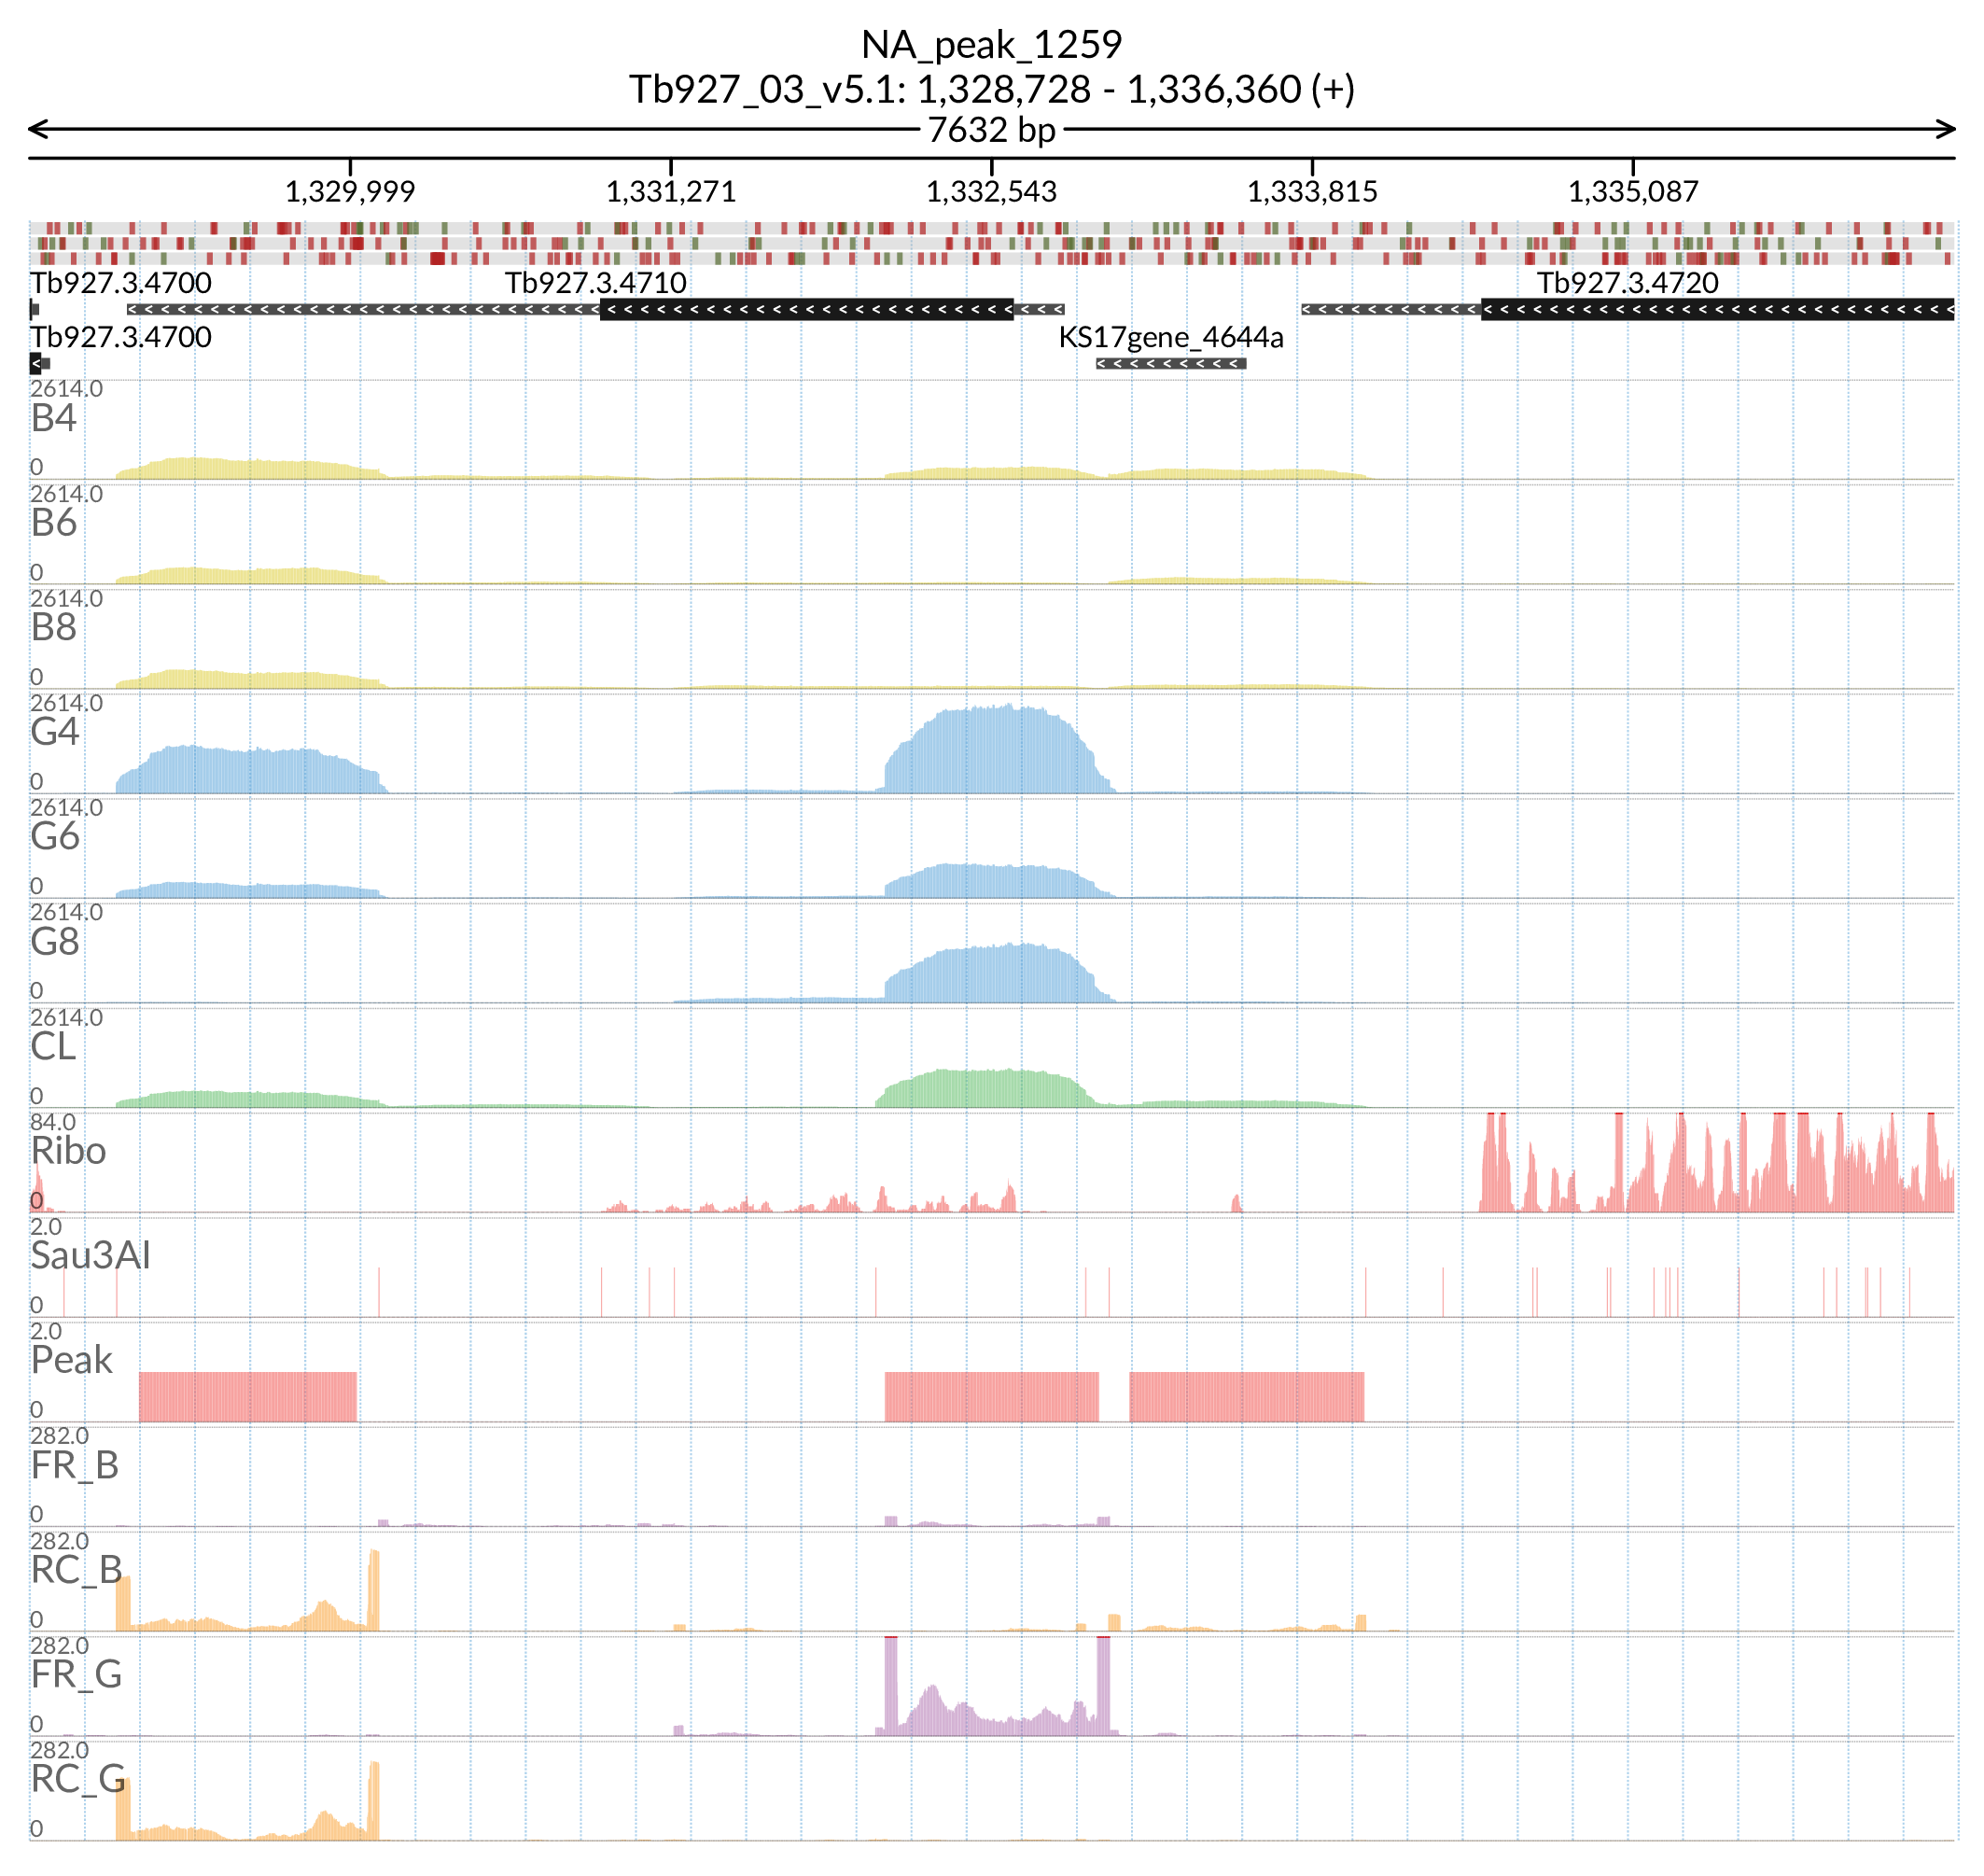 NA_peak_1259
Tb927_03_v5.1: 1,328,728 - 1,336,360 (+)
7632 bp
1,329,999 1,331,271 1,332,543 1,333,815 1,335,087
Tb927.3.4700 Tb927.3.4710 Tb927.3.4720
Tb927.3.4700 KS17gene_4644a
2614.0
B4
0
2614.0
B6
0
2614.0
B8
0
2614.0
G4
0
2614.0
G6
0
2614.0
G8
0
2614.0
CL
0
84.0
Ribo
0
2.0
Sau3AI
0
2.0
Peak
0
282.0
FR_B
0
282.0
RC_B
0
282.0
FR_G
0
282.0
RC_G
0